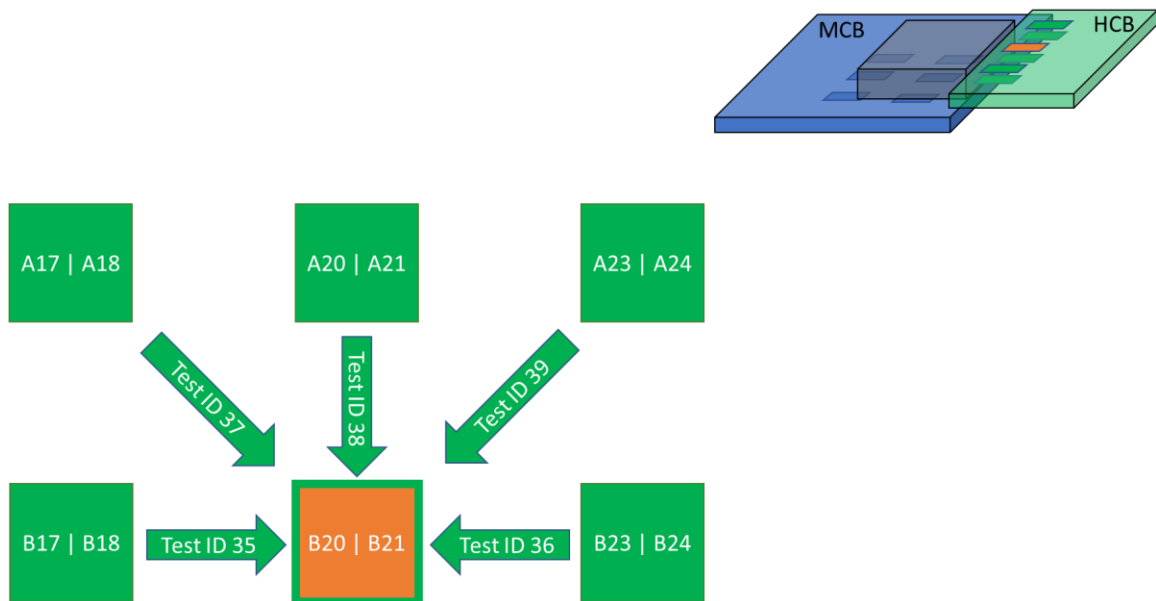 MCB
HCB
A17 | A18
A20 | A21
A23 | A24
Test ID 37
Test ID 38
Test ID 39
B17 | B18
Test ID 35
B20 | B21
Test ID 36
B23 | B24